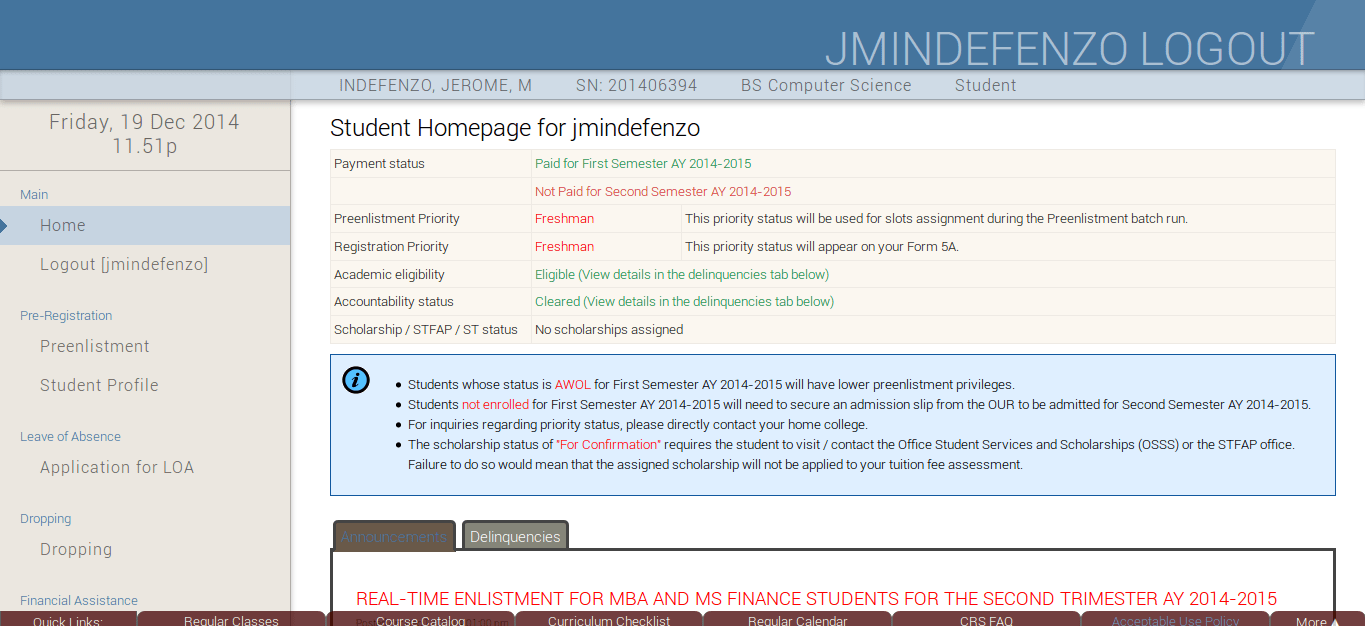 JMINDEFENZO LOGOUT
INDEFENZO, JEROME, M SN: 201406394 BS Computer Science Student
Friday, 19 Dec 2014
11.51p
Main
Home
Logout [jmindefenzo]
Pre-Registration
Preenlistment
Student Profile
Leave of Absence
Application for LOA
Dropping
Dropping
Financial Assistance
Student Homepage for jmindefenzo
Payment status Paid for First Semester AY 2014-2015
Not Paid for Second Semester AY 2014-2015
Preenlistment Priority Freshman This priority status will be used for slots assignment during the Preenlistment batch run.
Registration Priority Freshman This priority status will appear on your Form 5A.
Academic eligibility Eligible (View details in the delinquencies tab below)
Accountability status Cleared (View details in the delinquencies tab below)
Scholarship / STFAP / ST status No scholarships assigned
Students whose status is AWOL for First Semester AY 2014-2015 will have lower preenlistment privileges.
Students not enrolled for First Semester AY 2014-2015 will need to secure an admission slip from the OUR to be admitted for Second Semester AY 2014-2015.
For inquiries regarding priority status, please directly contact your home college.
The scholarship status of "For Confirmation" requires the student to visit / contact the Office Student Services and Scholarships (OSSS) or the STFAP office.
Failure to do so would mean that the assigned scholarship will not be applied to your tuition fee assessment.
Announcements Delinquencies
REAL-TIME ENLISTMENT FOR MBA AND MS FINANCE STUDENTS FOR THE SECOND TRIMESTER AY 2014-2015
Quick Links: Regular Classes Course Catalog Curriculum Checklist Regular Calendar CRS FAQ Acceptable Use Policy More